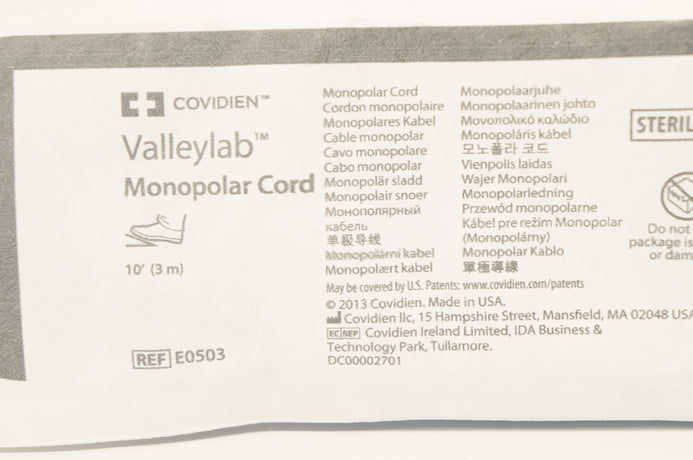 COVIDIEN™
Valleylab™
Monopolar Cord
10' (3 m)
REF E0503
Monopolar Cord
Cordon monopolaire
Monopolares Kabel
Cable monopolar
Cavo monopolare
Cabo monopolar
Monopolär sladd
Monopolair snoer
Монополярный
кабель
单极导线
Monopolární kabel
Monopolært kabel
Monopolaarjuhe
Monopolaarinen johto
Μονοπολικό καλώδιο
Monopoláris kábel
모노폴라 코드
Vienpolis laidas
Wajer Monopolari
Monopolarledning
Przewód monopolarne
Kábel pre režim Monopolar
(Monopolárny)
Monopolar Kablo
單極導線
May be covered by U.S. Patents: www.covidien.com/patents
© 2013 Covidien. Made in USA.
Covidien llc, 15 Hampshire Street, Mansfield, MA 02048 USA
EC REP Covidien Ireland Limited, IDA Business &
Technology Park, Tullamore.
DC00002701
STERIL
Do not
package is
or dam